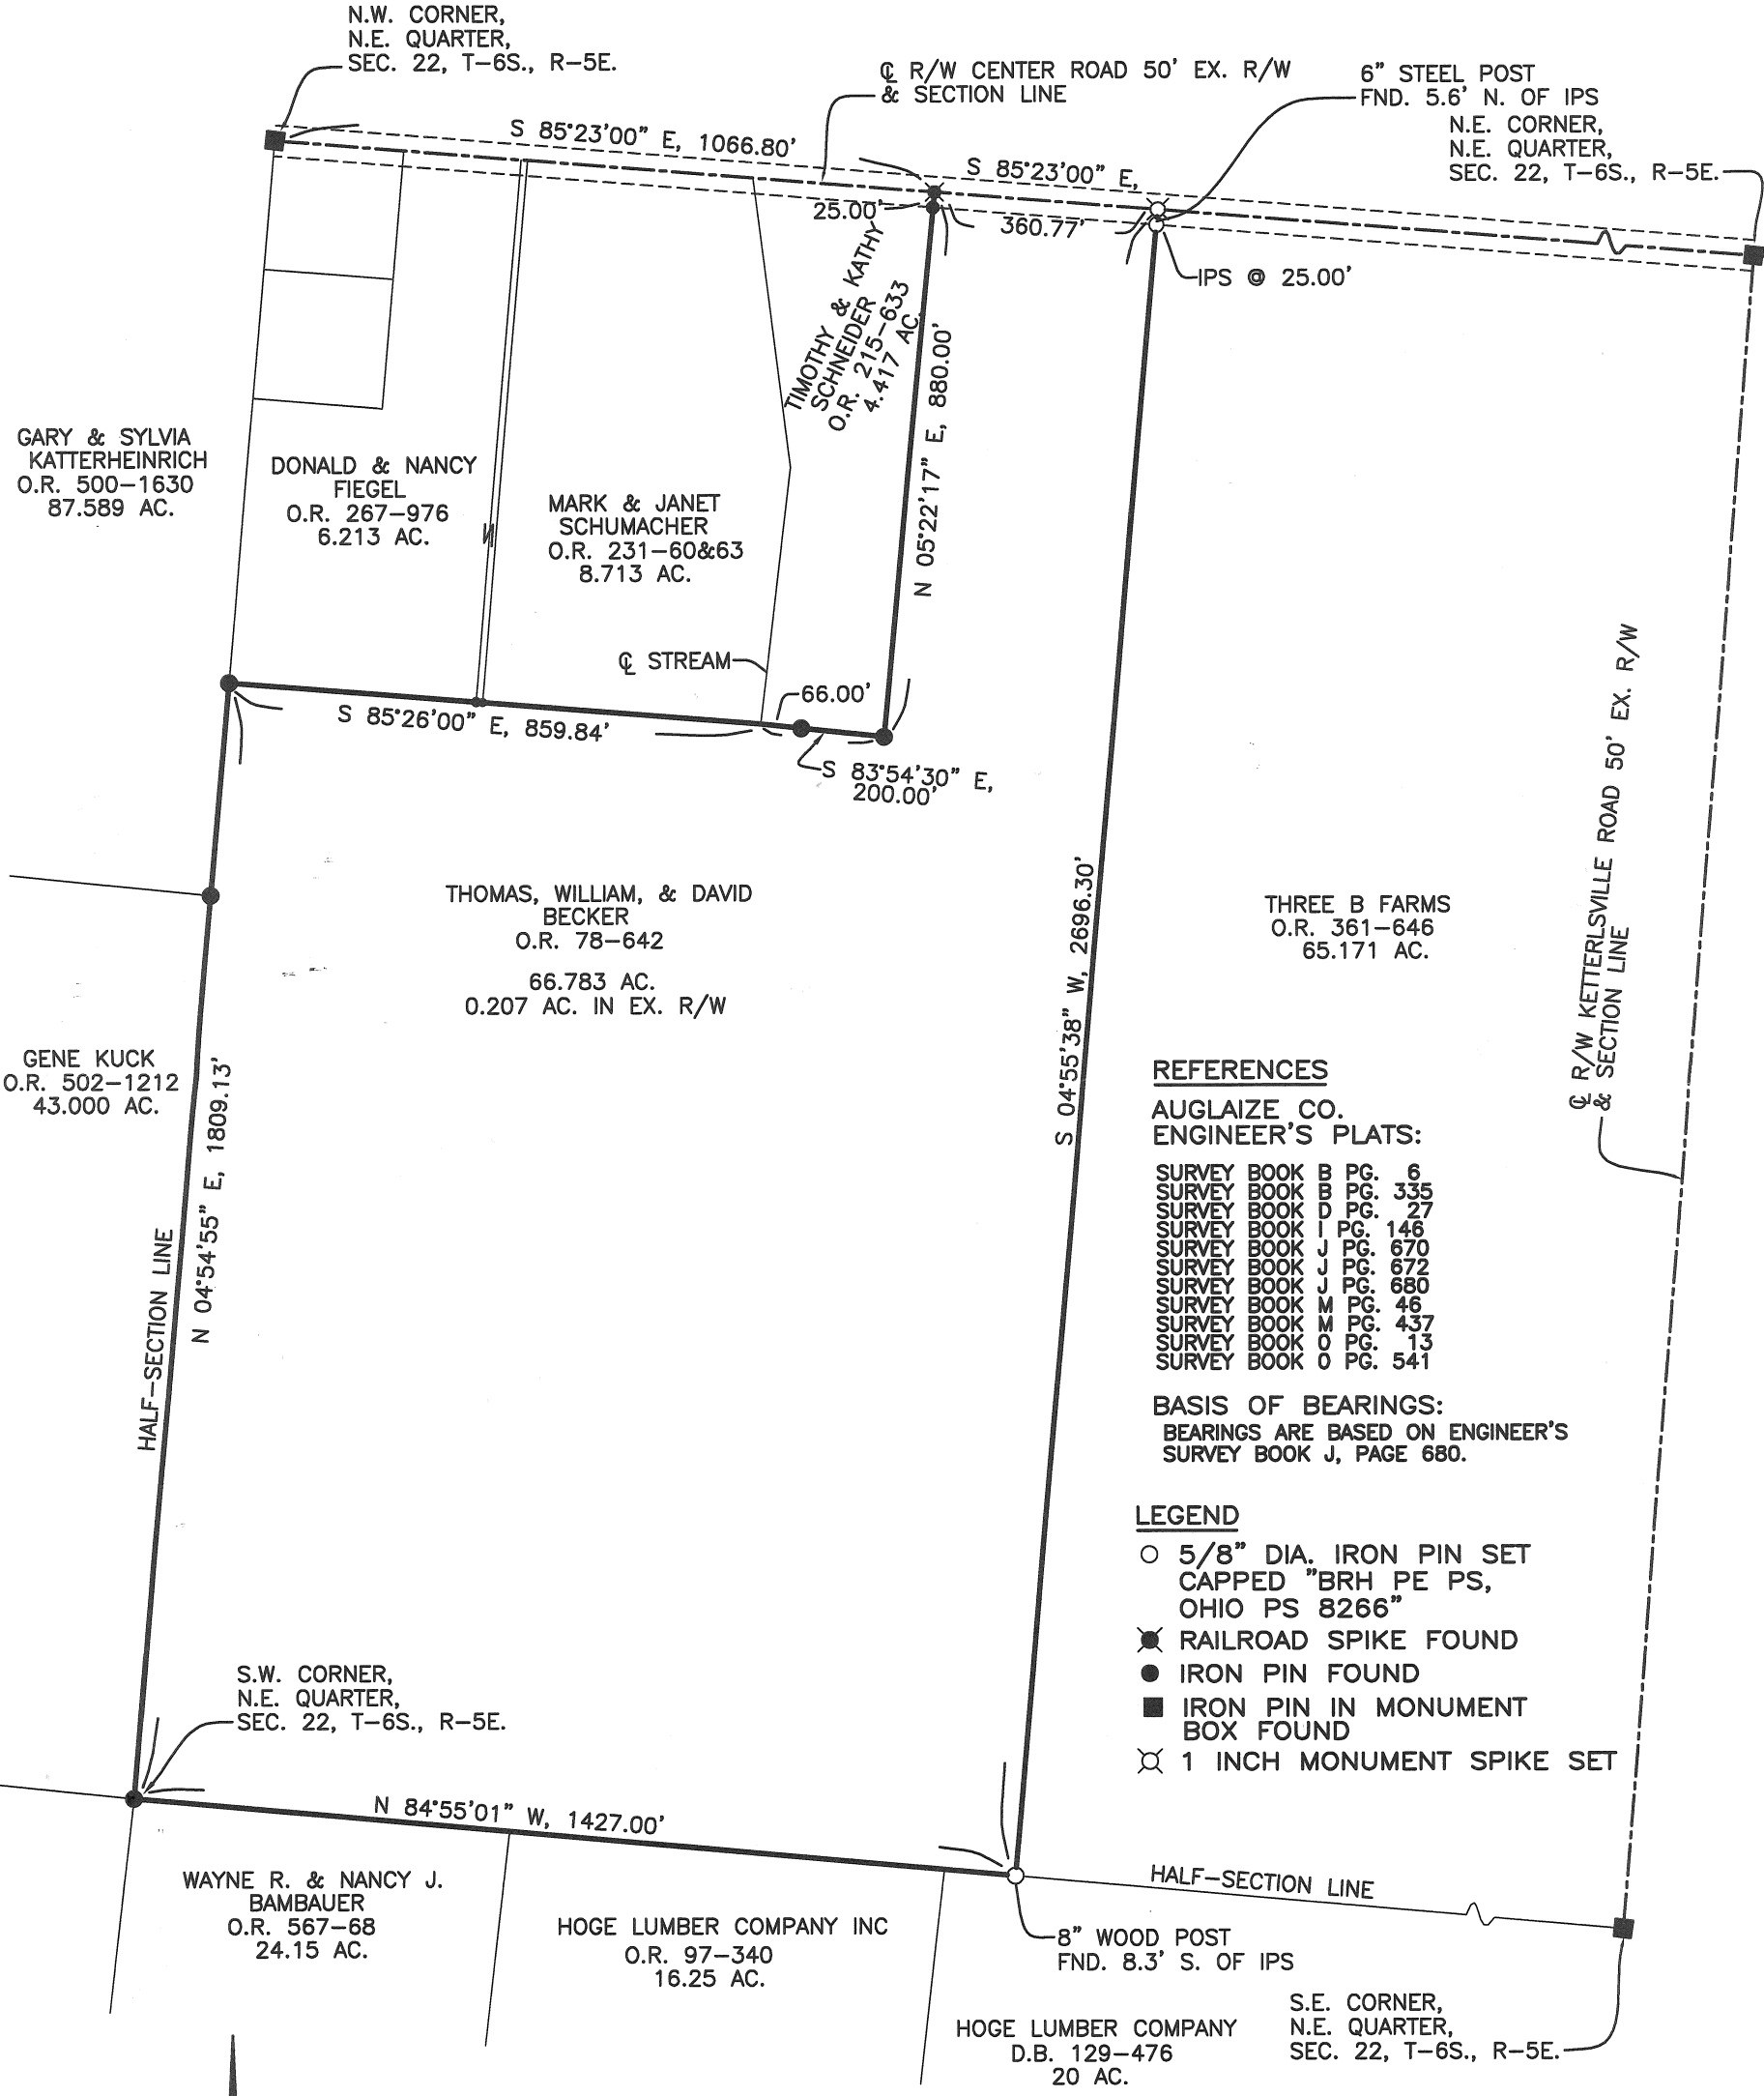 N.W. CORNER,
N.E. QUARTER,
SEC. 22, T-6S., R-5E.
℄ R/W CENTER ROAD 50' EX. R/W
& SECTION LINE
6" STEEL POST
FND. 5.6' N. OF IPS
N.E. CORNER,
N.E. QUARTER,
SEC. 22, T-6S., R-5E.
S 85°23'00" E, 1066.80'
S 85°23'00" E,
360.77'
25.00'
IPS @ 25.00'
TIMOTHY & KATHY
SCHNEIDER
O.R. 215-633
4.417 AC.
N 05°22'17" E, 880.00'
GARY & SYLVIA
KATTERHEINRICH
O.R. 500-1630
87.589 AC.
DONALD & NANCY
FIEGEL
O.R. 267-976
6.213 AC.
MARK & JANET
SCHUMACHER
O.R. 231-60&63
8.713 AC.
℄ STREAM
66.00'
S 85°26'00" E, 859.84'
S 83°54'30" E,
200.00'
THOMAS, WILLIAM, & DAVID
BECKER
O.R. 78-642
66.783 AC.
0.207 AC. IN EX. R/W
S 04°55'38" W, 2696.30'
THREE B FARMS
O.R. 361-646
65.171 AC.
℄ R/W KETTERLSVILLE ROAD 50' EX. R/W
& SECTION LINE
GENE KUCK
O.R. 502-1212
43.000 AC.
N 04°54'55" E, 1809.13'
HALF-SECTION LINE
REFERENCES
AUGLAIZE CO.
ENGINEER'S PLATS:
SURVEY BOOK B PG. 6
SURVEY BOOK B PG. 335
SURVEY BOOK D PG. 27
SURVEY BOOK I PG. 146
SURVEY BOOK J PG. 670
SURVEY BOOK J PG. 672
SURVEY BOOK J PG. 680
SURVEY BOOK M PG. 46
SURVEY BOOK M PG. 437
SURVEY BOOK O PG. 13
SURVEY BOOK O PG. 541
BASIS OF BEARINGS:
BEARINGS ARE BASED ON ENGINEER'S
SURVEY BOOK J, PAGE 680.
LEGEND
5/8" DIA. IRON PIN SET
CAPPED "BRH PE PS,
OHIO PS 8266"
RAILROAD SPIKE FOUND
IRON PIN FOUND
IRON PIN IN MONUMENT
BOX FOUND
1 INCH MONUMENT SPIKE SET
S.W. CORNER,
N.E. QUARTER,
SEC. 22, T-6S., R-5E.
N 84°55'01" W, 1427.00'
HALF-SECTION LINE
WAYNE R. & NANCY J.
BAMBAUER
O.R. 567-68
24.15 AC.
HOGE LUMBER COMPANY INC
O.R. 97-340
16.25 AC.
8" WOOD POST
FND. 8.3' S. OF IPS
HOGE LUMBER COMPANY
D.B. 129-476
20 AC.
S.E. CORNER,
N.E. QUARTER,
SEC. 22, T-6S., R-5E.